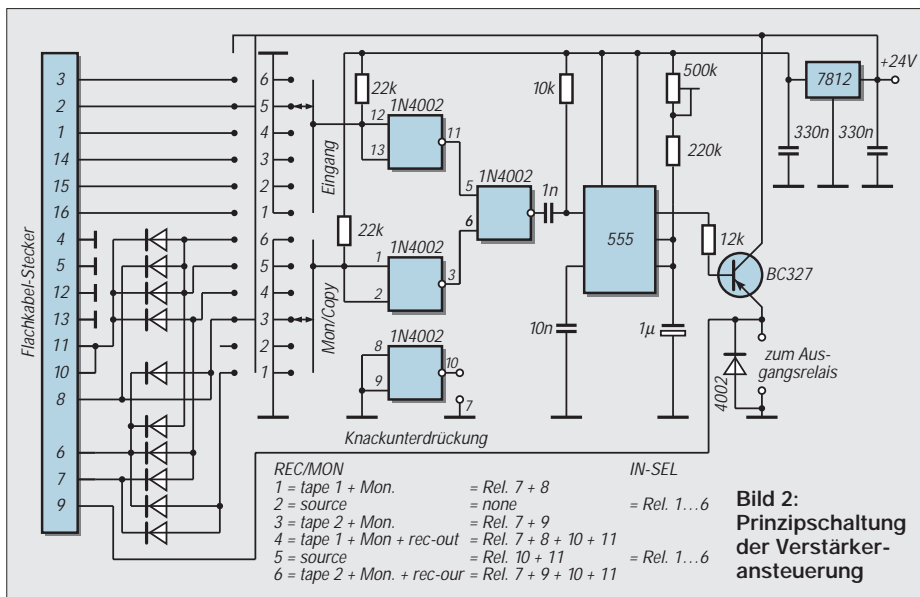 Flachkabel-Stecker
3
2
1
14
15
16
4
5
12
13
11
10
8
6
7
9
6
5
4
3
2
1
Eingang
6
5
4
3
2
1
Mon/Copy
22k
1N4002
12
13
11
22k
1N4002
1
2
3
1N4002
5
6
1N4002
8
9
10
7
Knackunterdrückung
10k
1n
10n
555
500k
220k
1µ
12k
BC327
7812
+24V
330n
330n
4002
zum Aus-
gangsrelais
REC/MON IN-SEL
1 = tape 1 + Mon. = Rel. 7 + 8
2 = source = none = Rel. 1…6
3 = tape 2 + Mon. = Rel. 7 + 9
4 = tape 1 + Mon + rec-out = Rel. 7 + 8 + 10 + 11
5 = source = Rel. 10 + 11 = Rel. 1…6
6 = tape 2 + Mon. + rec-our = Rel. 7 + 9 + 10 + 11
Bild 2:
Prinzipschaltung
der Verstärker-
ansteuerung